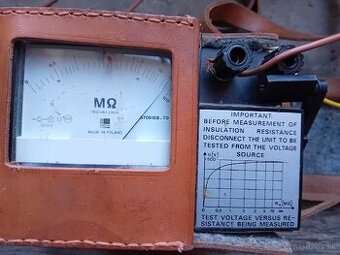 MΩ
MADE IN POLAND
IMPORTANT:
BEFORE MEASUREMENT OF
INSULATION RESISTANCE
DISCONNECT THE UNIT TO BE
TESTED FROM THE VOLTAGE
SOURCE
TEST VOLTAGE VERSUS RE-
SISTANCE BEING MEASURED